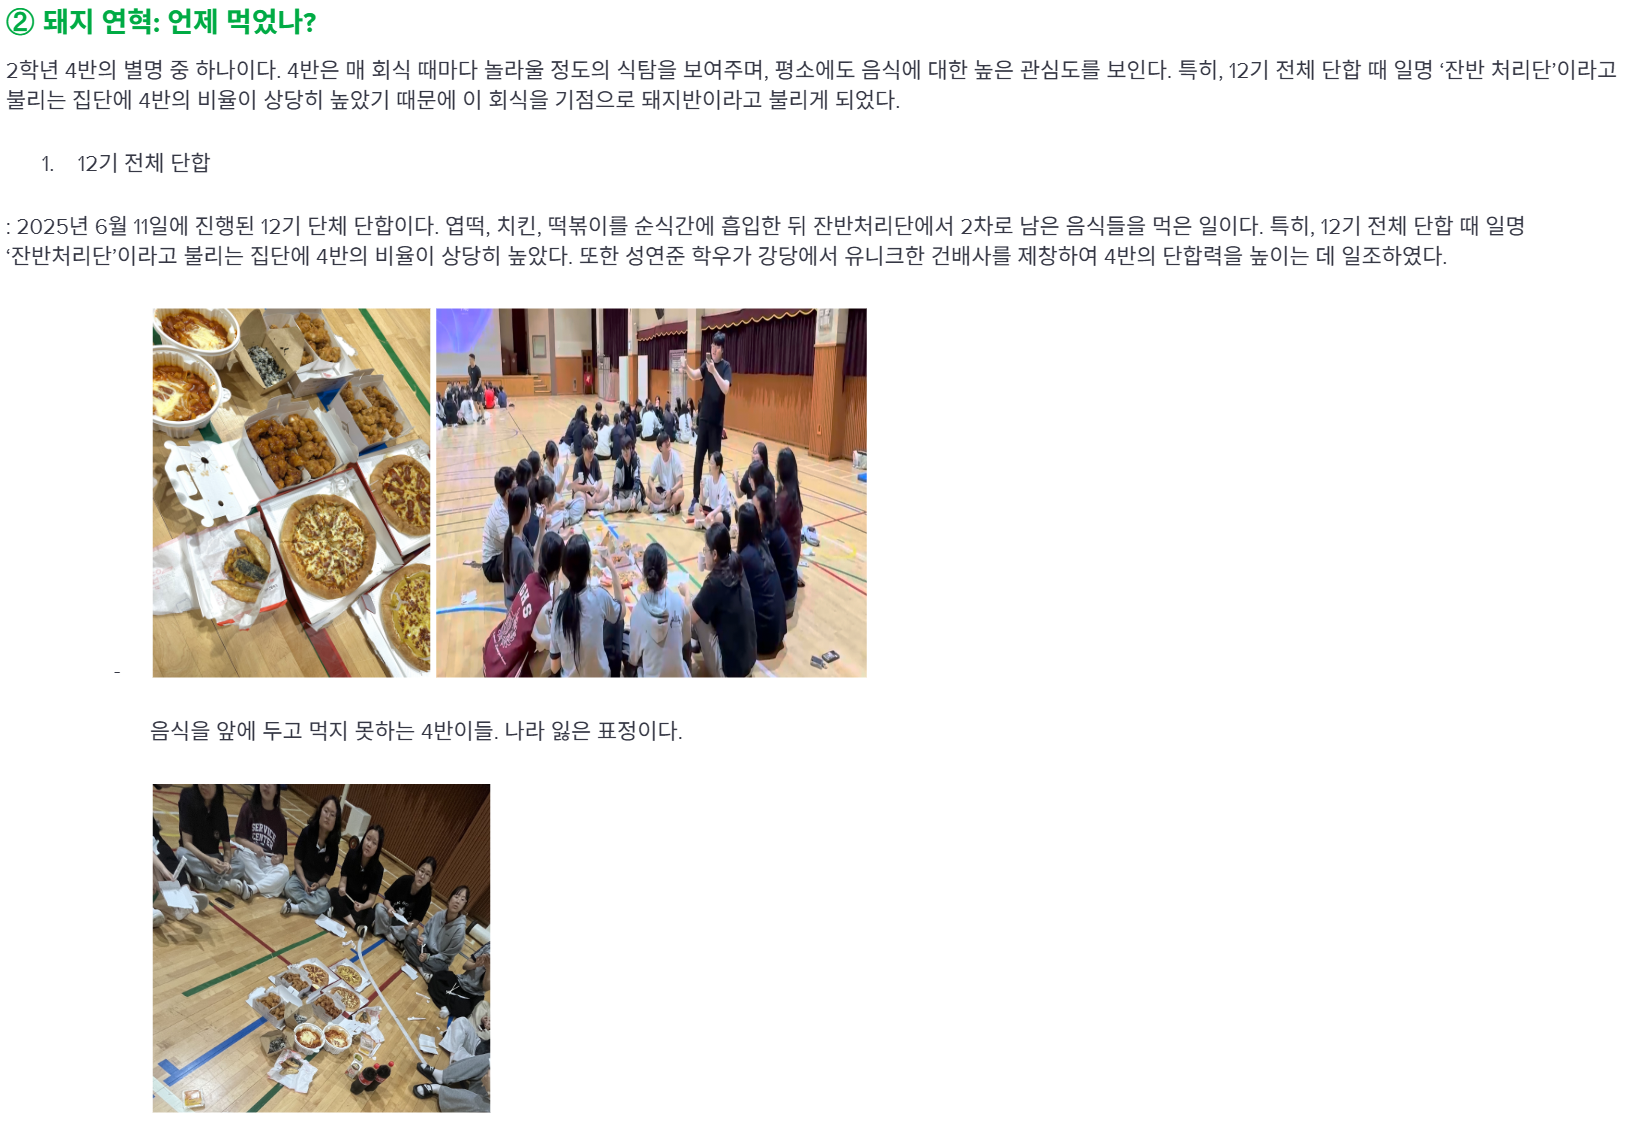 ② 돼지 연혁: 언제 먹었나?
2학년 4반의 별명 중 하나이다. 4반은 매 회식 때마다 놀라울 정도의 식탐을 보여주며, 평소에도 음식에 대한 높은 관심도를 보인다. 특히, 12기 전체 단합 때 일명 ‘잔반 처리단’이라고
불리는 집단에 4반의 비율이 상당히 높았기 때문에 이 회식을 기점으로 돼지반이라고 불리게 되었다.
1. 12기 전체 단합
: 2025년 6월 11일에 진행된 12기 단체 단합이다. 엽떡, 치킨, 떡볶이를 순식간에 흡입한 뒤 잔반처리단에서 2차로 남은 음식들을 먹은 일이다. 특히, 12기 전체 단합 때 일명
‘잔반처리단’이라고 불리는 집단에 4반의 비율이 상당히 높았다. 또한 성연준 학우가 강당에서 유니크한 건배사를 제창하여 4반의 단합력을 높이는 데 일조하였다.
-
음식을 앞에 두고 먹지 못하는 4반이들. 나라 잃은 표정이다.
SERVICE
CENTER